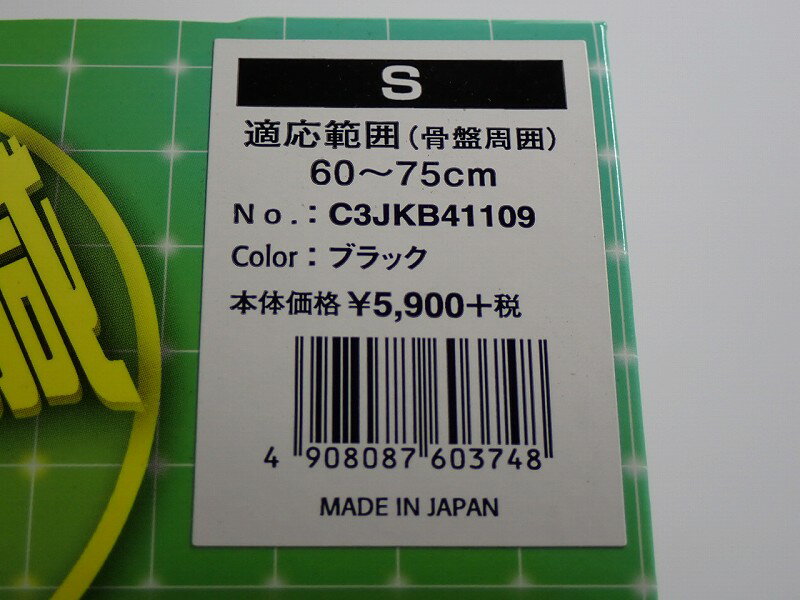 S
適応範囲(骨盤周囲)
60〜75cm
No.：C3JKB41109
Color：ブラック
本体価格 ¥5,900+税
4 908087 603748
MADE IN JAPAN